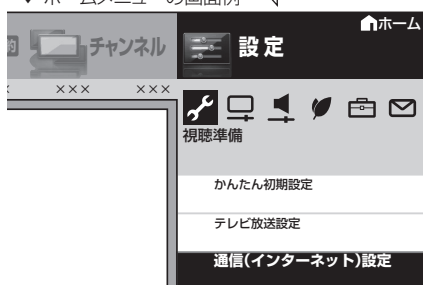 ホームメニューの画面例
ホーム
チャンネル
設定
××× ×××
視聴準備
かんたん初期設定
テレビ放送設定
通信(インターネット)設定